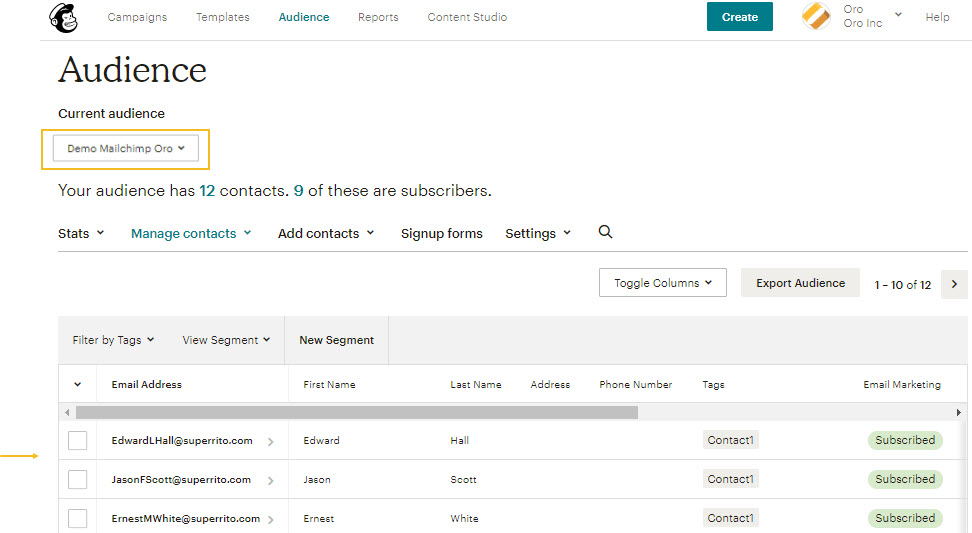 Campaigns Templates Audience Reports Content Studio Create Oro Help
Oro Inc
Audience
Current audience
Demo Mailchimp Oro
Your audience has 12 contacts. 9 of these are subscribers.
Stats Manage contacts Add contacts Signup forms Settings
Toggle Columns Export Audience 1 – 10 of 12
Filter by Tags View Segment New Segment
Email Address First Name Last Name Address Phone Number Tags Email Marketing
EdwardLHall@superrito.com Edward Hall Contact1 Subscribed
JasonFScott@superrito.com Jason Scott Contact1 Subscribed
ErnestMWhite@superrito.com Ernest White Contact1 Subscribed